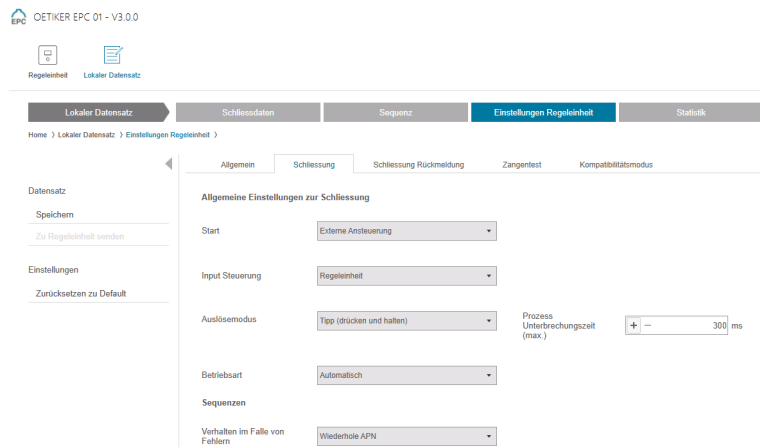 EPC OETIKER EPC 01 - V3.0.0
Regeleinheit Lokaler Datensatz
Lokaler Datensatz Schliessdaten Sequenz Einstellungen Regeleinheit Statistik
Home > Lokaler Datensatz > Einstellungen Regeleinheit >
Allgemein Schliessung Schliessung Rückmeldung Zangentest Kompatibilitätsmodus
Datensatz
Speichern
Zu Regeleinheit senden
Einstellungen
Zurücksetzen zu Default
Allgemeine Einstellungen zur Schliessung
Start Externe Ansteuerung
Input Steuerung Regeleinheit
Auslösemodus Tipp (drücken und halten)
Prozess
Unterbrechungszeit
(max.)
+ − 300 ms
Betriebsart Automatisch
Sequenzen
Verhalten im Falle von
Fehlern
Wiederhole APN